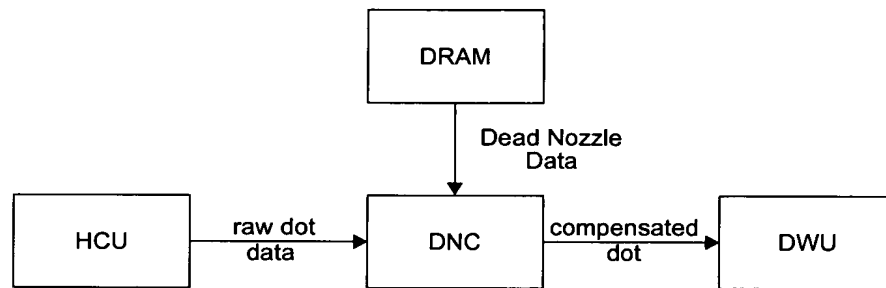 DRAM
Dead Nozzle
Data
HCU
raw dot
data
DNC
compensated
dot
DWU